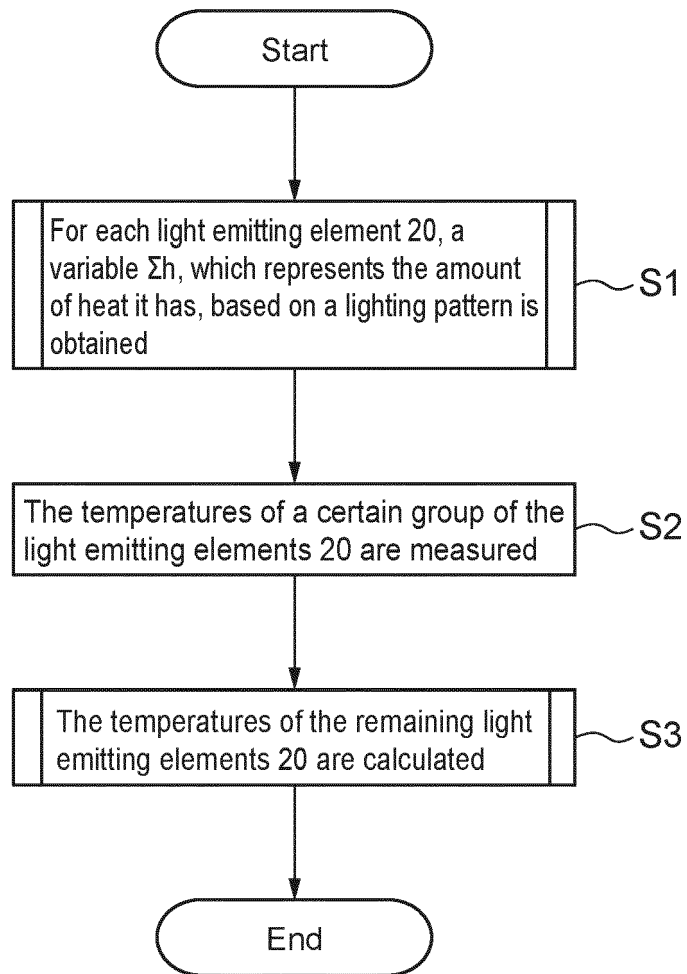 Start
For each light emitting element 20, a
variable Σh, which represents the amount
of heat it has, based on a lighting pattern is
obtained
S1
The temperatures of a certain group of the
light emitting elements 20 are measured
S2
The temperatures of the remaining light
emitting elements 20 are calculated
S3
End